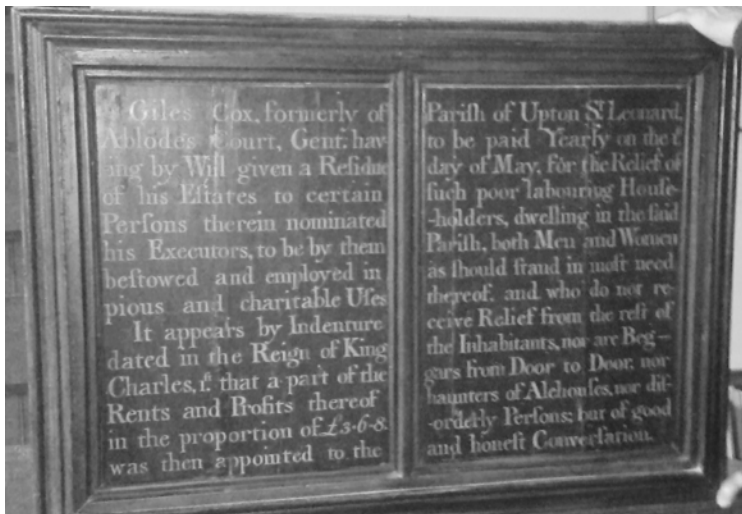 Giles Cox, formerly of
Ablodes Court, Gent. hav-
ing by Will given a Reſidue
of his Eſtates to certain
Perſons therein nominated
his Executors, to be by them
beſtowed and employed in
pious and charitable Uſes
It appears by Indenture
dated in the Reign of King
Charles, 1ſt. that a part of the
Rents and Profits thereof
in the proportion of £3-6-8.
was then appointed to the
Pariſh of Upton St. Leonard,
to be paid Yearly on the 1ſt
day of May, for the Relief of
ſuch poor labouring Houſe-
-holders, dwelling in the ſaid
Pariſh, both Men and Women
as ſhould ſtand in moſt need
thereof. and who do not re-
ceive Relief from the reſt of
the Inhabitants, nor are Beg-
gars from Door to Door, nor
haunters of Alehouſes, nor diſ-
-orderly Perſons; but of good
and honeſt Converſation.